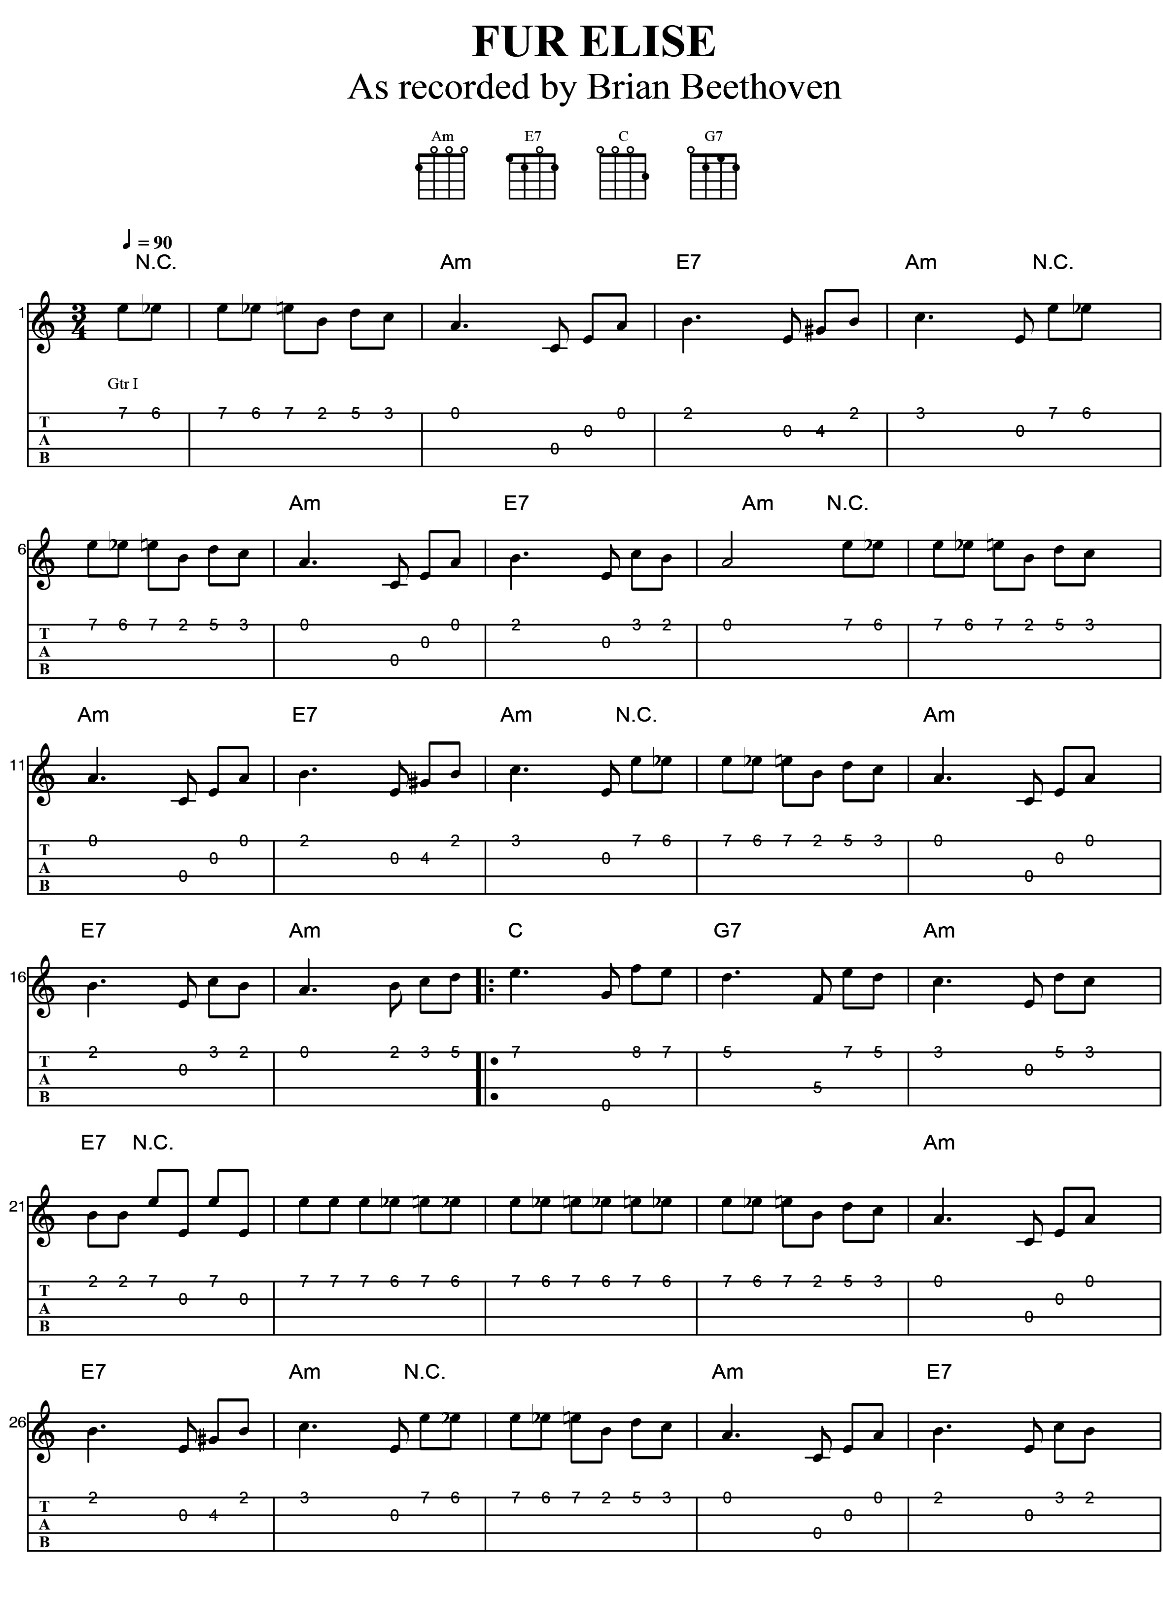 FUR ELISE
As recorded by Brian Beethoven
Am E7 C G7
= 90
N.C. Am E7 Am N.C.
1
3
4
Gtr I
T 7 6 7 6 7 2 5 3 0 0 0 0 2 0 4 2 3 0 7 6
A
B
Am E7 Am N.C.
6
T 7 6 7 2 5 3 0 0 0 0 2 0 3 2 0 7 6 7 6 7 2 5 3
A
B
Am E7 Am N.C. Am
11
T 0 0 0 0 2 0 4 2 3 0 7 6 7 6 7 2 5 3 0 0 0 0
A
B
E7 Am C G7 Am
16
T 2 0 3 2 0 2 3 5 7 0 8 7 5 5 7 5 3 0 5 3
A
B
E7 N.C. Am
21
T 2 2 7 0 7 0 7 7 7 6 7 6 7 6 7 6 7 6 7 6 7 2 5 3 0 0 0 0
A
B
E7 Am N.C. Am E7
26
T 2 0 4 2 3 0 7 6 7 6 7 2 5 3 0 0 0 0 2 0 3 2
A
B